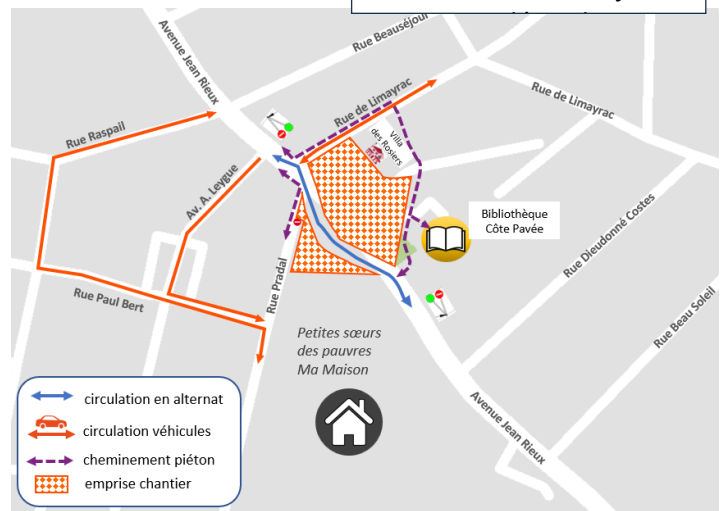 Rue Beauséjour
Avenue Jean Rieux
Rue de Limayrac
Rue de Limayrac
Rue Raspail
Villa
des Rosiers
Av. A. Leygue
Bibliothèque
Côte Pavée
Rue Dieudonné Costes
Rue Pradal
Rue Paul Bert
Rue Beau Soleil
Petites sœurs
des pauvres
Ma Maison
Avenue Jean Rieux
circulation en alternat
circulation véhicules
cheminement piéton
emprise chantier